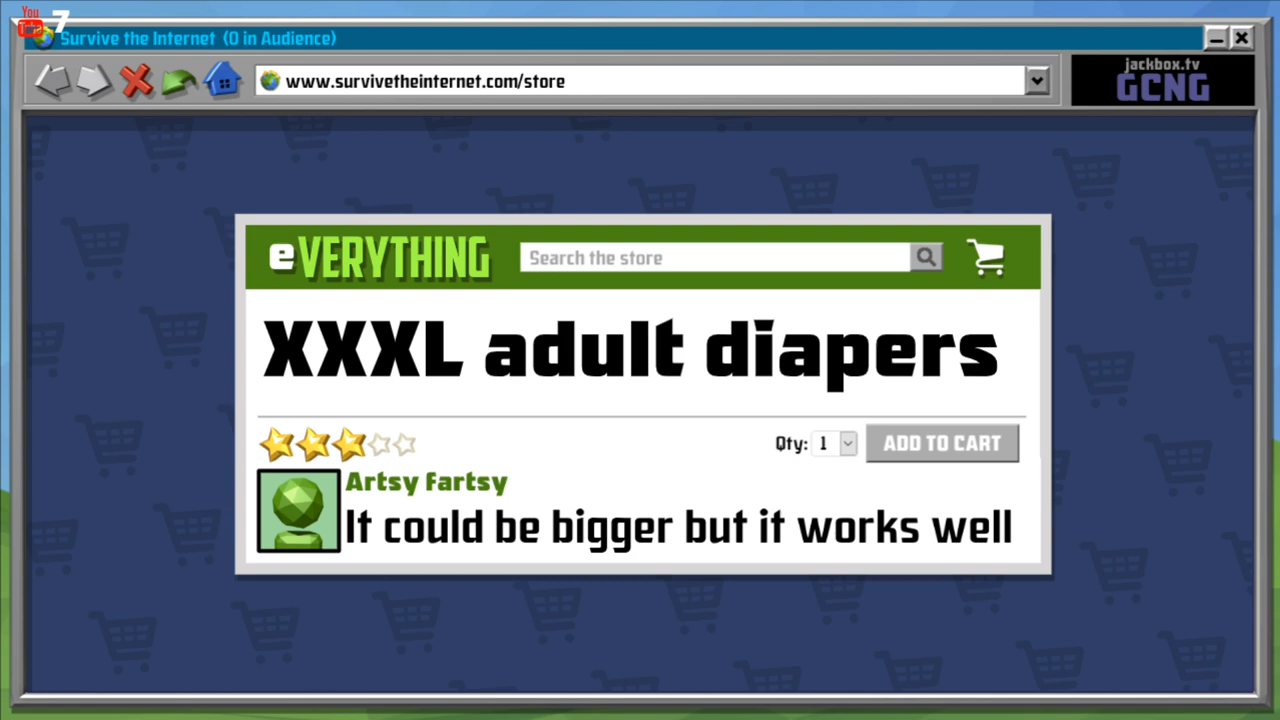 You
Tube 7
Survive the Internet (0 in Audience)
www.survivetheinternet.com/store
jackbox.tv
GCNG
eVERYTHING
Search the store
XXXL adult diapers
Qty: 1
ADD TO CART
Artsy Fartsy
It could be bigger but it works well